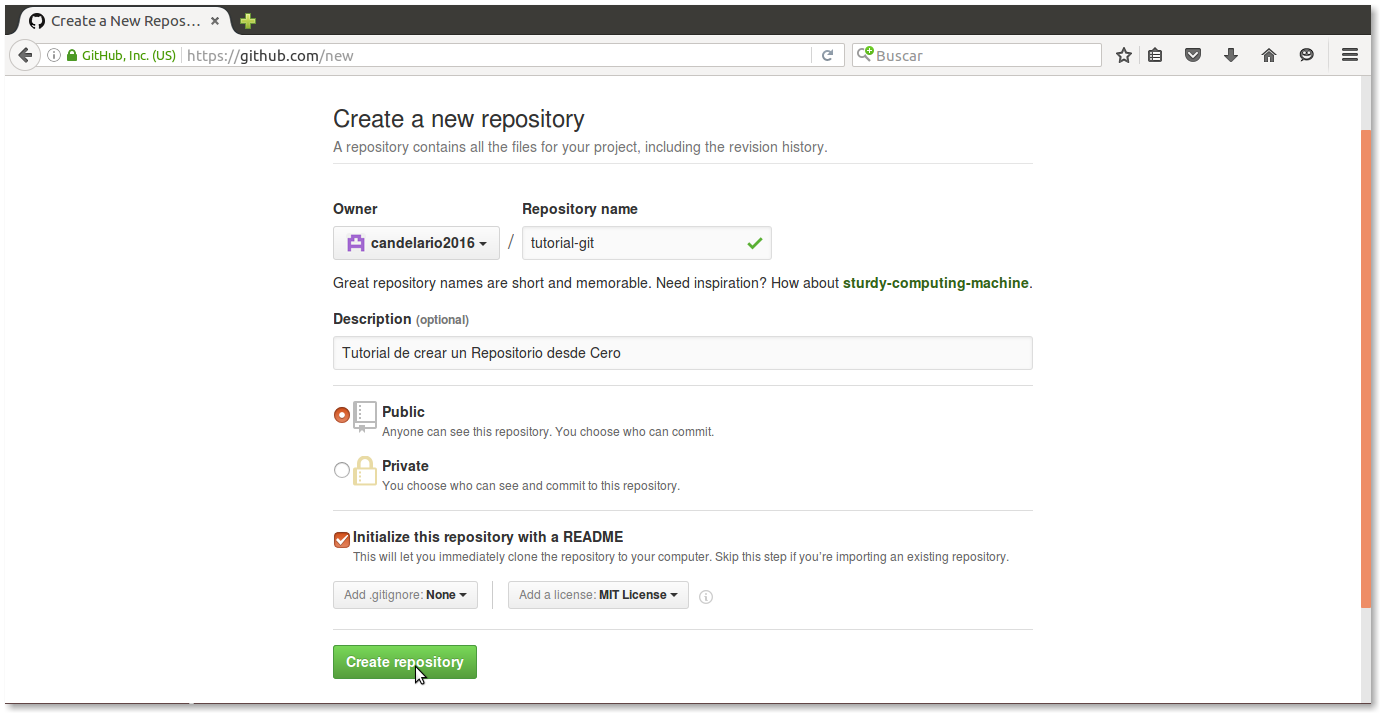 Create a New Repos…
GitHub, Inc. (US) https://github.com/new Buscar
Create a new repository
A repository contains all the files for your project, including the revision history.
Owner Repository name
candelario2016 / tutorial-git
Great repository names are short and memorable. Need inspiration? How about sturdy-computing-machine.
Description (optional)
Tutorial de crear un Repositorio desde Cero
Public
Anyone can see this repository. You choose who can commit.
Private
You choose who can see and commit to this repository.
Initialize this repository with a README
This will let you immediately clone the repository to your computer. Skip this step if you’re importing an existing repository.
Add .gitignore: None Add a license: MIT License
Create repository